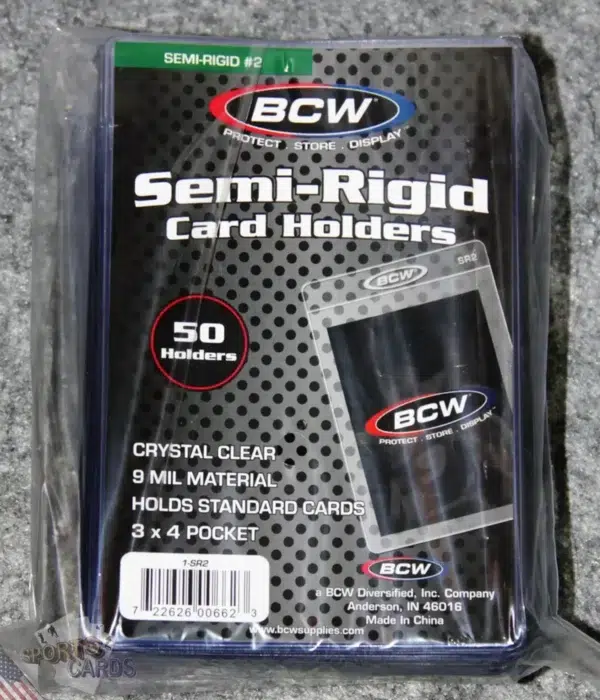 SEMI-RIGID #2
BCW
PROTECT . STORE . DISPLAY
Semi-Rigid
Card Holders
BCW
SR2
50
Holders
BCW
PROTECT . STORE . DISPLAY
CRYSTAL CLEAR
9 MIL MATERIAL
HOLDS STANDARD CARDS
3 x 4 POCKET
1-SR2
7 22626 00662 3
BCW
a BCW Diversified, Inc. Company
Anderson, IN 46016
Made In China
www.bcwsupplies.com
SPORTS
CARDS